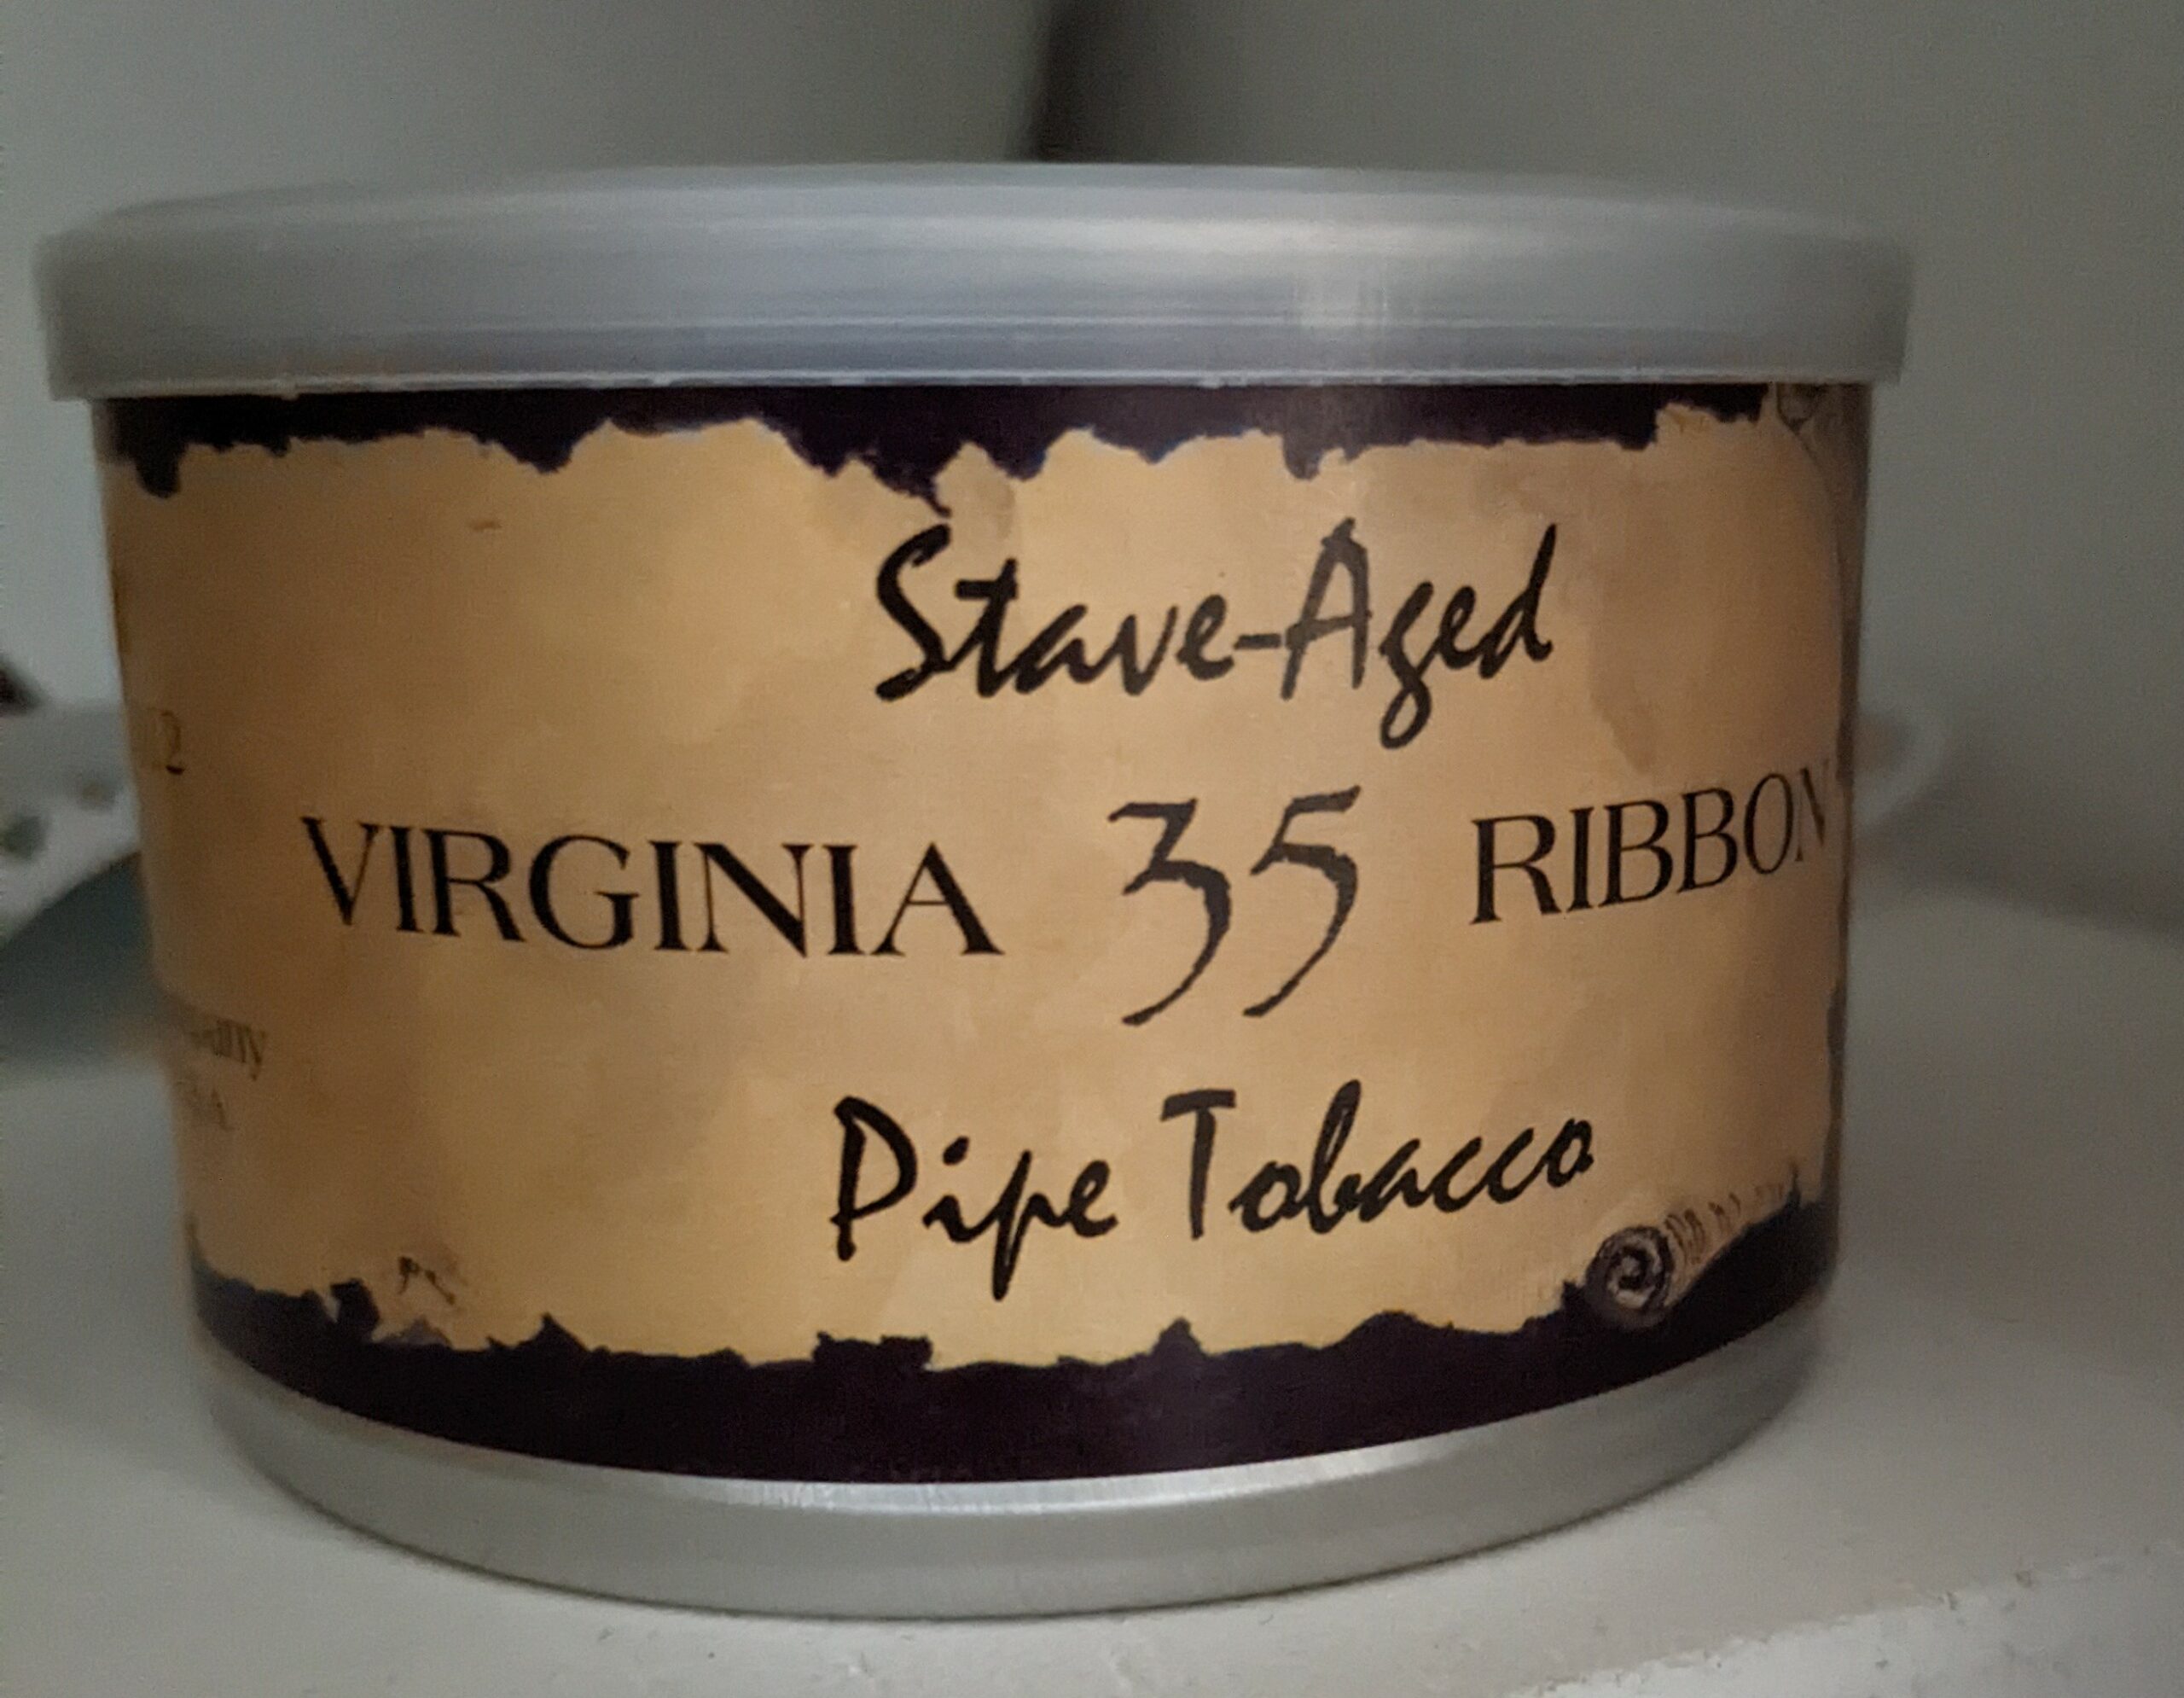 Stave-Aged
VIRGINIA 35 RIBBON
Pipe Tobacco